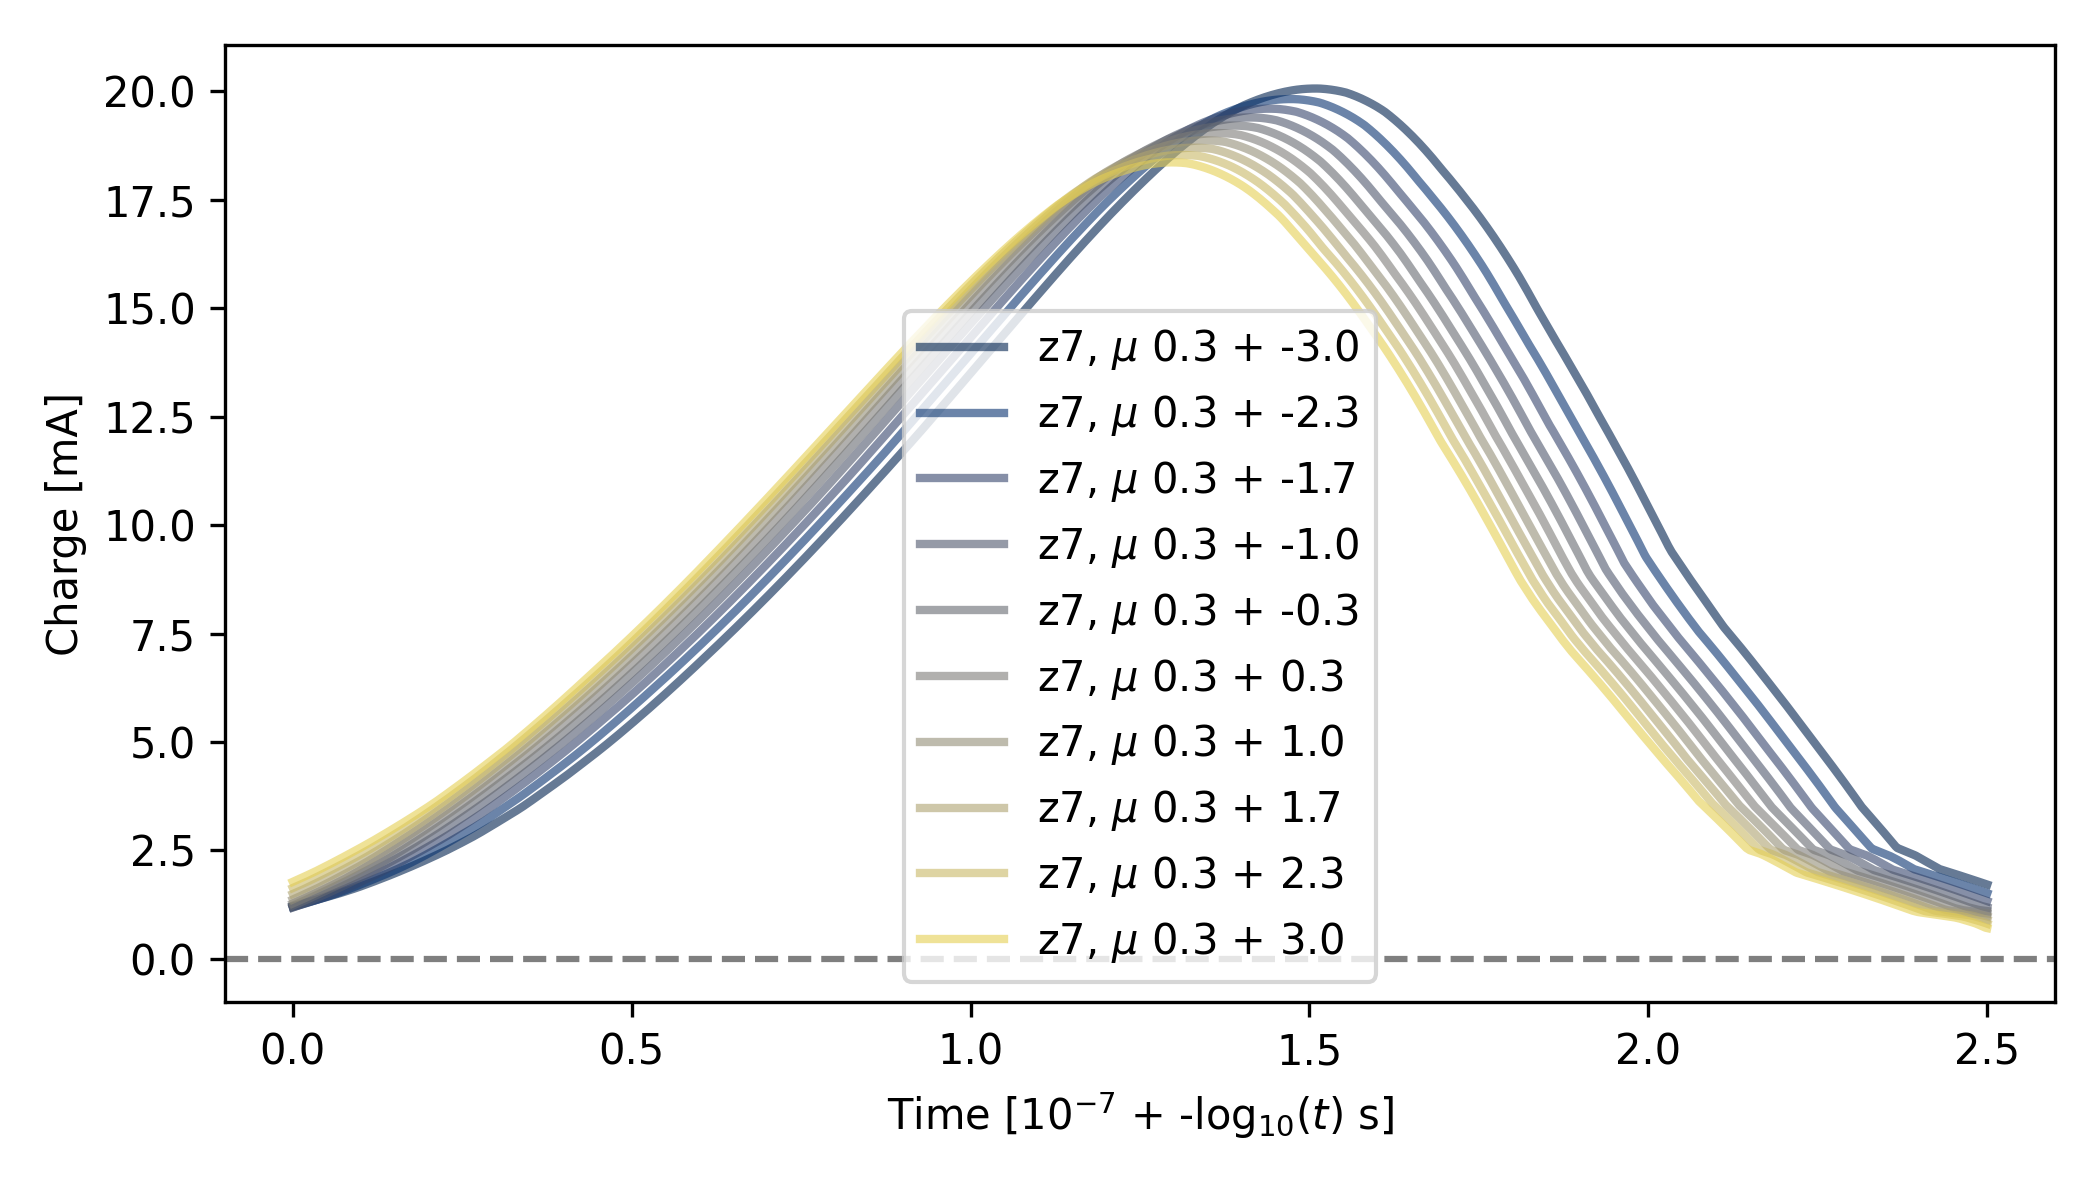 Charge [mA]
20.0
17.5
15.0
12.5
10.0
7.5
5.0
2.5
0.0
z7, μ 0.3 + -3.0
z7, μ 0.3 + -2.3
z7, μ 0.3 + -1.7
z7, μ 0.3 + -1.0
z7, μ 0.3 + -0.3
z7, μ 0.3 + 0.3
z7, μ 0.3 + 1.0
z7, μ 0.3 + 1.7
z7, μ 0.3 + 2.3
z7, μ 0.3 + 3.0
0.0 0.5 1.0 1.5 2.0 2.5
Time [10⁻⁷ + -log₁₀(t) s]